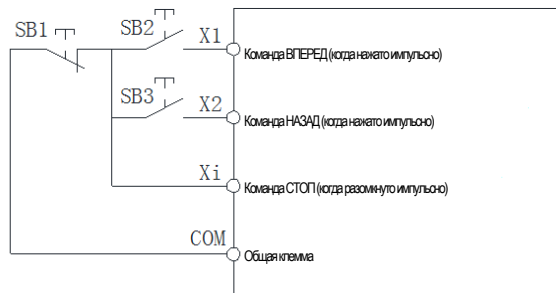 SB1
SB2
X1
Команда ВПЕРЕД (когда нажато импульсно)
SB3
X2
Команда НАЗАД (когда нажато импульсно)
Xi
Команда СТОП (когда разомкнуто импульсно)
COM
Общая клемма